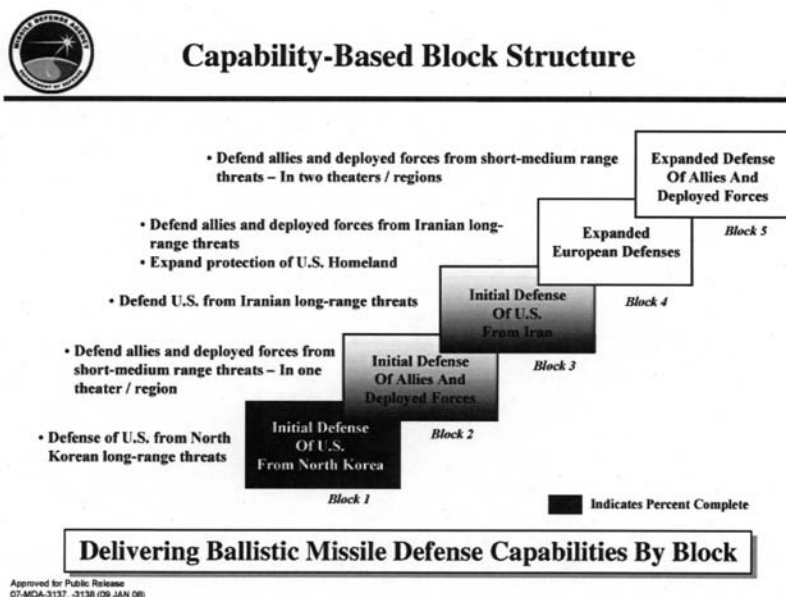 MISSILE DEFENSE AGENCY
DEPARTMENT OF DEFENSE
Capability-Based Block Structure
• Defend allies and deployed forces from short-medium range
threats – In two theaters / regions
Expanded Defense
Of Allies And
Deployed Forces
Block 5
• Defend allies and deployed forces from Iranian long-
range threats
• Expand protection of U.S. Homeland
Expanded
European Defenses
Block 4
• Defend U.S. from Iranian long-range threats
Initial Defense
Of U.S.
From Iran
Block 3
• Defend allies and deployed forces from
short-medium range threats – In one
theater / region
Initial Defense
Of Allies And
Deployed Forces
Block 2
• Defense of U.S. from North
Korean long-range threats
Initial Defense
Of U.S.
From North Korea
Block 1
Indicates Percent Complete
Delivering Ballistic Missile Defense Capabilities By Block
Approved for Public Release
07-MDA-3137, -3138 (09 JAN 08)